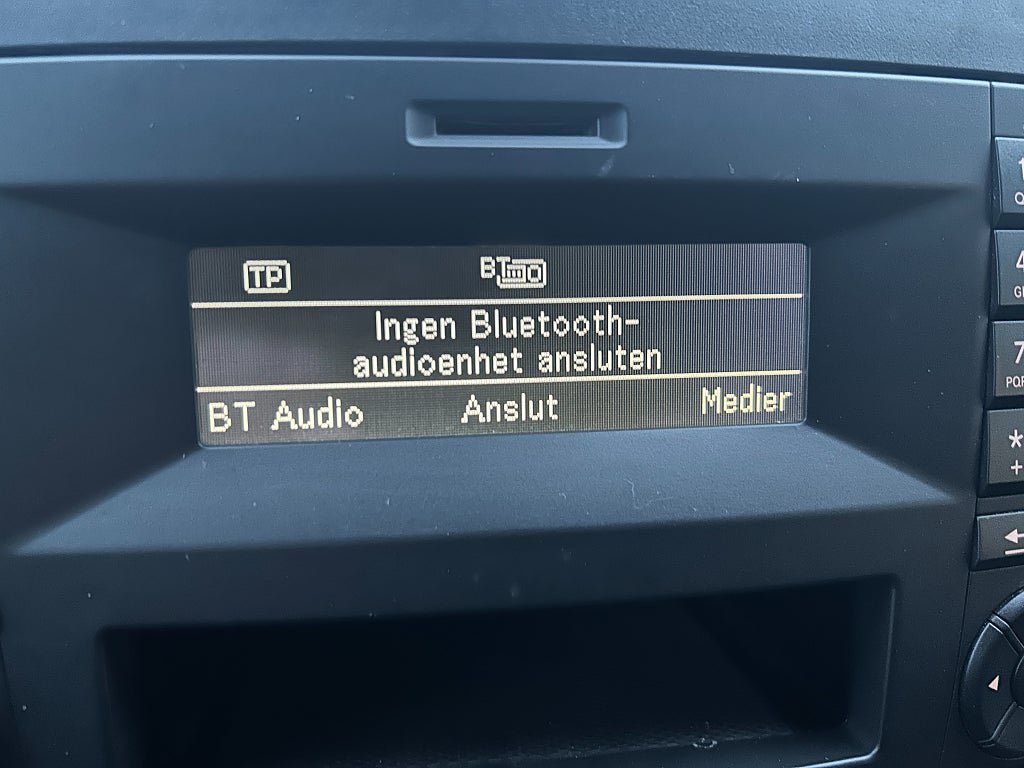 TP BT
Ingen Bluetooth-
audioenhet ansluten
BT Audio Anslut Medier
*
+